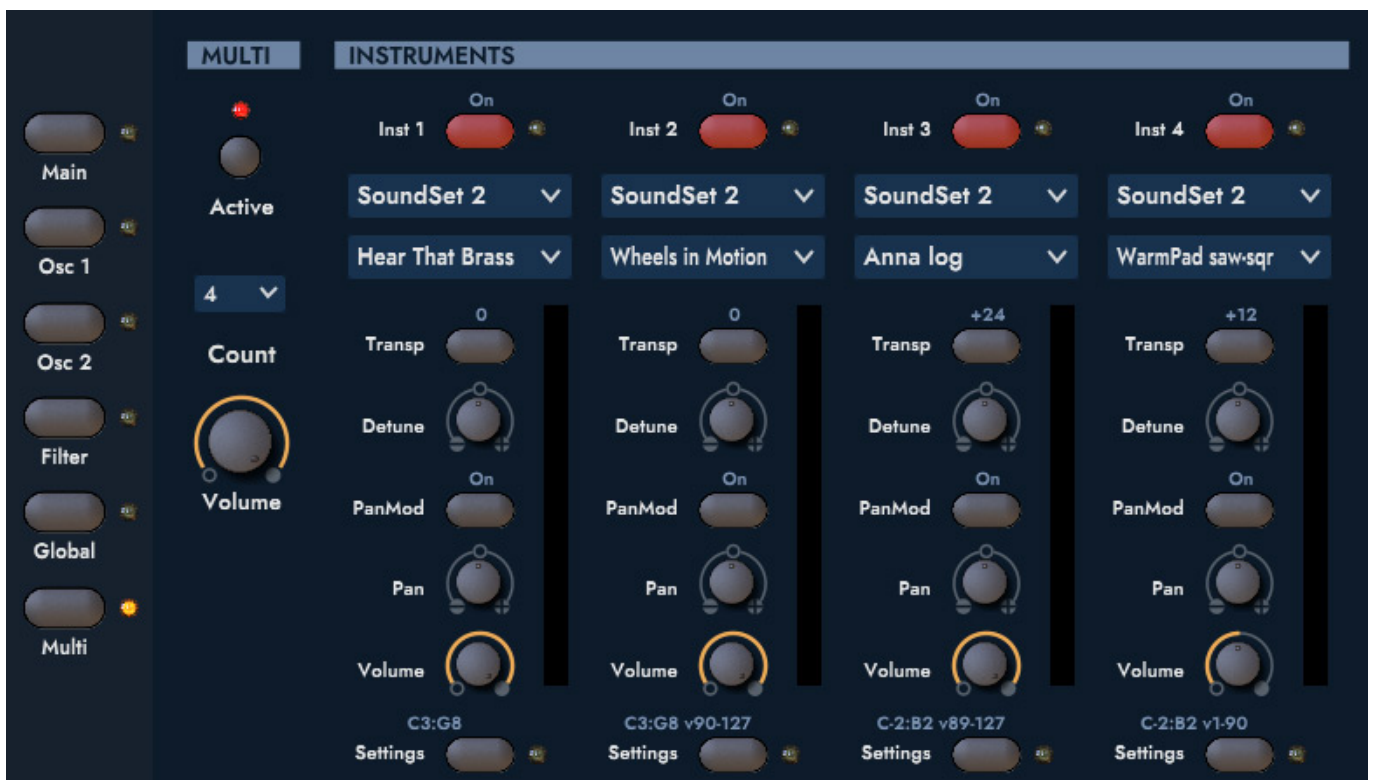 MULTI INSTRUMENTS
On On On On
Inst 1 Inst 2 Inst 3 Inst 4
Main
Active
SoundSet 2 SoundSet 2 SoundSet 2 SoundSet 2
Osc 1
Hear That Brass Wheels in Motion Anna log WarmPad saw-sqr
4
0 0 +24 +12
Transp Transp Transp Transp
Osc 2
Count
Detune Detune Detune Detune
Filter
On On On On
Volume
PanMod PanMod PanMod PanMod
Global
Pan Pan Pan Pan
Multi
Volume Volume Volume Volume
C3:G8 C3:G8 v90-127 C-2:B2 v89-127 C-2:B2 v1-90
Settings Settings Settings Settings